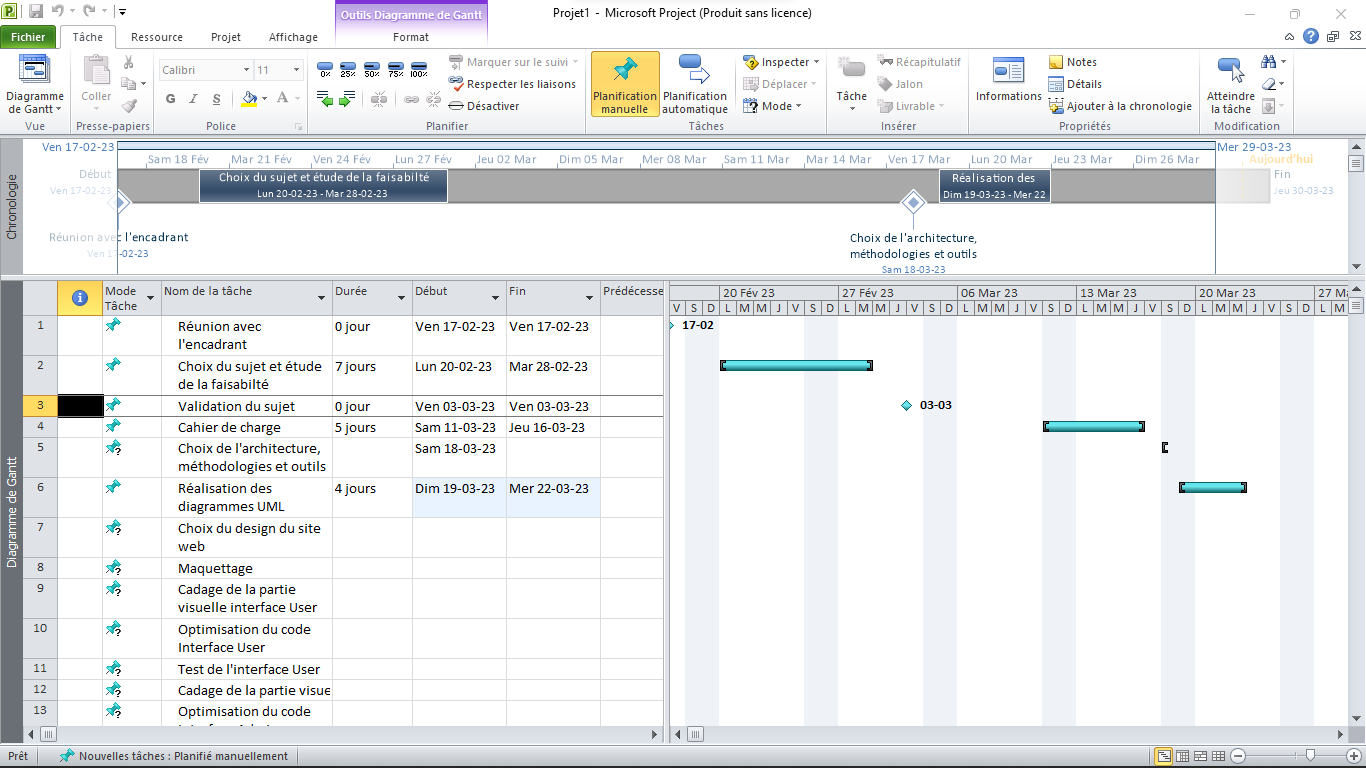 Outils Diagramme de Gantt
Projet1 - Microsoft Project (Produit sans licence)
Fichier Tâche Ressource Projet Affichage Format
Diagramme de Gantt
Vue
Coller
Presse-papiers
Calibri 11
G I S
Police
0% 25% 50% 75% 100%
Marquer sur le suivi
Respecter les liaisons
Désactiver
Planifier
Planification manuelle
Planification automatique
Inspecter
Déplacer
Mode
Tâches
Tâche
Récapitulatif
Jalon
Livrable
Insérer
Informations
Notes
Détails
Ajouter à la chronologie
Propriétés
Atteindre la tâche
Modification
Chronologie
Ven 17-02-23 Mer 29-03-23
Sam 18 Fév Mar 21 Fév Ven 24 Fév Lun 27 Fév Jeu 02 Mar Dim 05 Mar Mer 08 Mar Sam 11 Mar Mar 14 Mar Ven 17 Mar Lun 20 Mar Jeu 23 Mar Dim 26 Mar Aujourd'hui
Début
Ven 17-02-23
Choix du sujet et étude de la faisabilté
Lun 20-02-23 - Mar 28-02-23
Réalisation des
Dim 19-03-23 - Mer 22
Fin
Jeu 30-03-23
Réunion avec l'encadrant
Ven 17-02-23
Choix de l'architecture,
méthodologies et outils
Sam 18-03-23
Diagramme de Gantt
Mode Tâche Nom de la tâche Durée Début Fin Prédécesse
20 Fév 23 27 Fév 23 06 Mar 23 13 Mar 23 20 Mar 23 27 Ma
V S D L M M J V S D L M M J V S D L M M J V S D L M M J V S D L M M J V S D L M
1 Réunion avec l'encadrant 0 jour Ven 17-02-23 Ven 17-02-23 17-02
2 Choix du sujet et étude de la faisabilté 7 jours Lun 20-02-23 Mar 28-02-23
3 Validation du sujet 0 jour Ven 03-03-23 Ven 03-03-23 03-03
4 Cahier de charge 5 jours Sam 11-03-23 Jeu 16-03-23
5 Choix de l'architecture, méthodologies et outils Sam 18-03-23
6 Réalisation des diagrammes UML 4 jours Dim 19-03-23 Mer 22-03-23
7 Choix du design du site web
8 Maquettage
9 Cadage de la partie visuelle interface User
10 Optimisation du code Interface User
11 Test de l'interface User
12 Cadage de la partie visue
13 Optimisation du code
Prêt Nouvelles tâches : Planifié manuellement